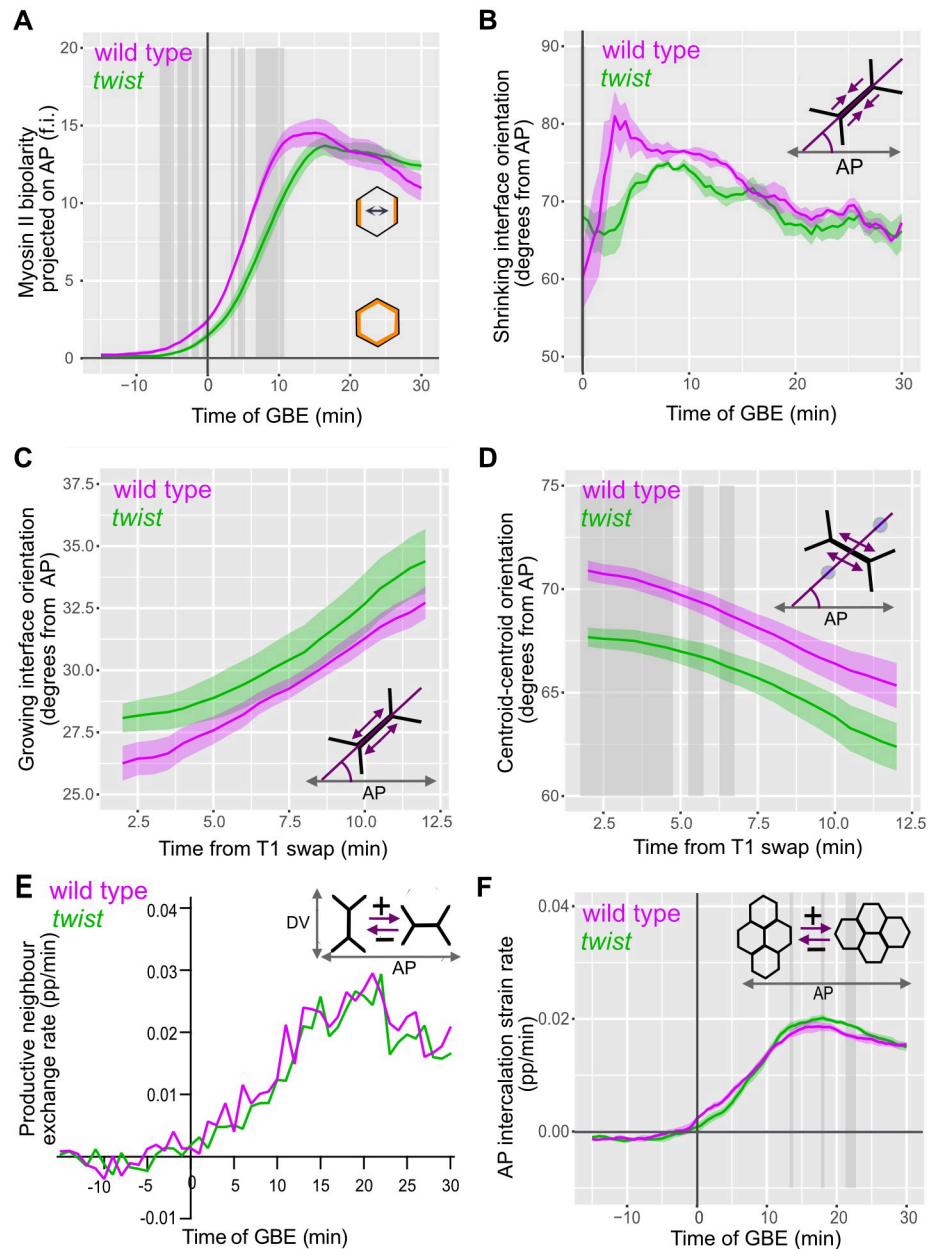 A
wild type
twist
Myosin II bipolarity
projected on AP (f.i.)
20
15
10
5
0
−10
0
10
20
30
Time of GBE (min)
B
wild type
twist
Shrinking interface orientation
(degrees from AP)
90
80
70
60
50
0
10
20
30
AP
Time of GBE (min)
C
wild type
twist
Growing interface orientation
(degrees from AP)
37.5
35.0
32.5
30.0
27.5
25.0
2.5
5.0
7.5
10.0
12.5
AP
Time from T1 swap (min)
D
wild type
twist
Centroid-centroid orientation
(degrees from AP)
75
70
65
60
2.5
5.0
7.5
10.0
12.5
AP
Time from T1 swap (min)
E
wild type
twist
Productive neighbour
exchange rate (pp/min)
0.04
0.03
0.02
0.01
-0.01
-10
-5
0
5
10
15
20
25
30
DV
+
−
AP
Time of GBE (min)
F
wild type
twist
AP intercalation strain rate
(pp/min)
0.04
0.02
0.00
−10
0
10
20
30
+
−
AP
Time of GBE (min)